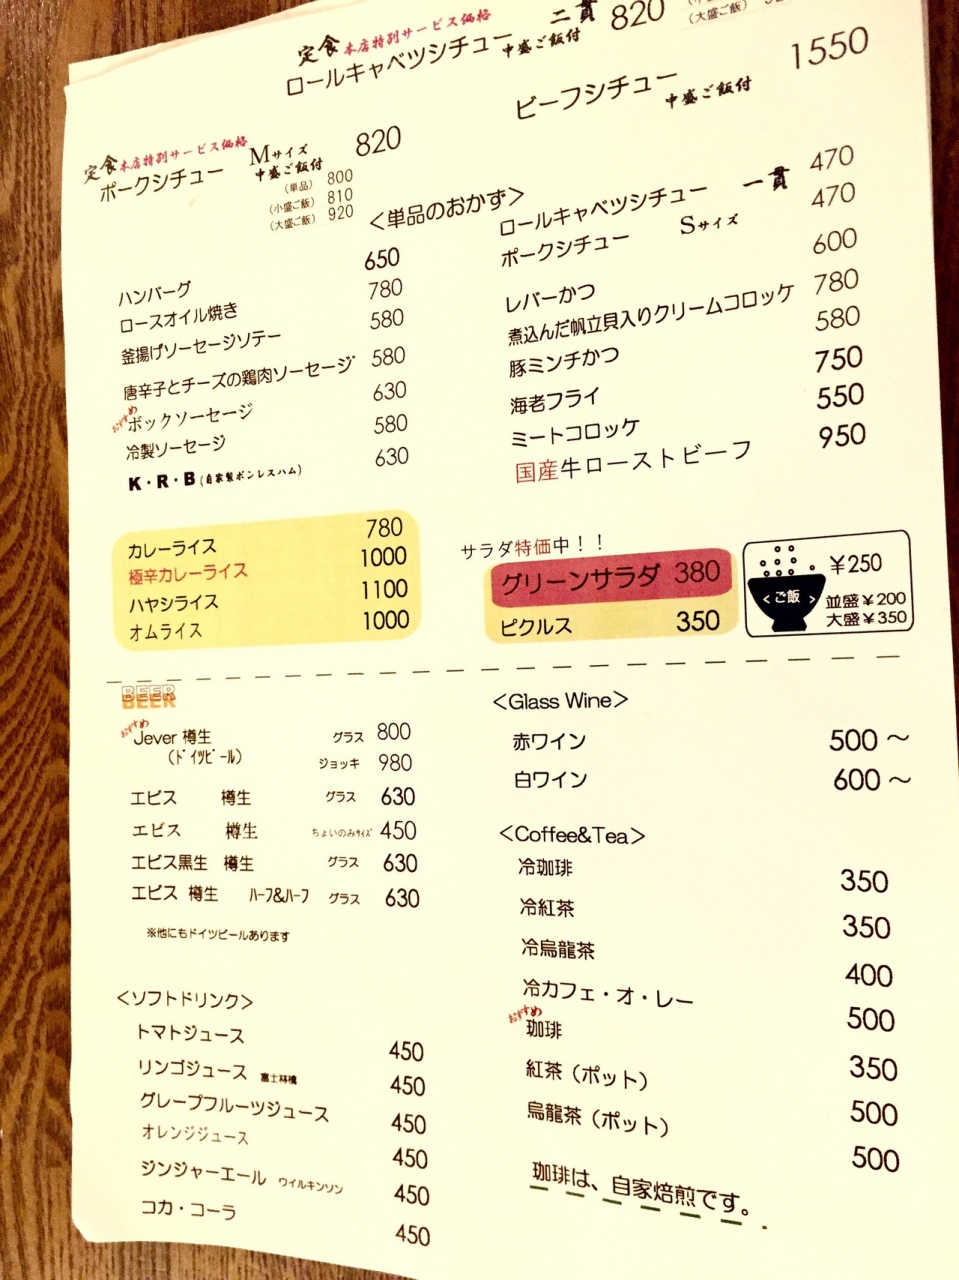 定食 本店特別サービス価格
ロールキャベツシチュー 二貫 中盛ご飯付 820
(大盛ご飯)
ビーフシチュー 中盛ご飯付 1550
定食 本店特別サービス価格
ポークシチュー Mサイズ 中盛ご飯付 820
(単品) 800
(小盛ご飯) 810
(大盛ご飯) 920
<単品のおかず>
ハンバーグ 650
ロースオイル焼き 780
釜揚げソーセージソテー 580
唐辛子とチーズの鶏肉ソーセージ 580
おすすめ
ボックソーセージ 630
冷製ソーセージ 580
K・R・B(自家製ボンレスハム) 630
ロールキャベツシチュー 一貫 470
ポークシチュー Sサイズ 470
レバーかつ 600
煮込んだ帆立貝入りクリームコロッケ 780
豚ミンチかつ 580
海老フライ 750
ミートコロッケ 550
国産牛ローストビーフ 950
カレーライス 780
極辛カレーライス 1000
ハヤシライス 1100
オムライス 1000
サラダ特価中!!
グリーンサラダ 380
ピクルス 350
<ご飯>
¥250
並盛¥200
大盛¥350
BEER
おすすめ
Jever 樽生 グラス 800
(ドイツビール) ジョッキ 980
エビス 樽生 グラス 630
エビス 樽生 ちょいのみサイズ 450
エビス黒生 樽生 グラス 630
エビス 樽生 ハーフ&ハーフ グラス 630
※他にもドイツビールあります
<ソフトドリンク>
トマトジュース 450
リンゴジュース 富士林檎 450
グレープフルーツジュース 450
オレンジジュース 450
ジンジャーエール ウイルキンソン 450
コカ・コーラ 450
<Glass Wine>
赤ワイン 500~
白ワイン 600~
<Coffee&Tea>
冷珈琲 350
冷紅茶 350
冷烏龍茶 400
冷カフェ・オ・レー 500
おすすめ
珈琲 350
紅茶(ポット) 500
烏龍茶(ポット) 500
珈琲は、自家焙煎です。